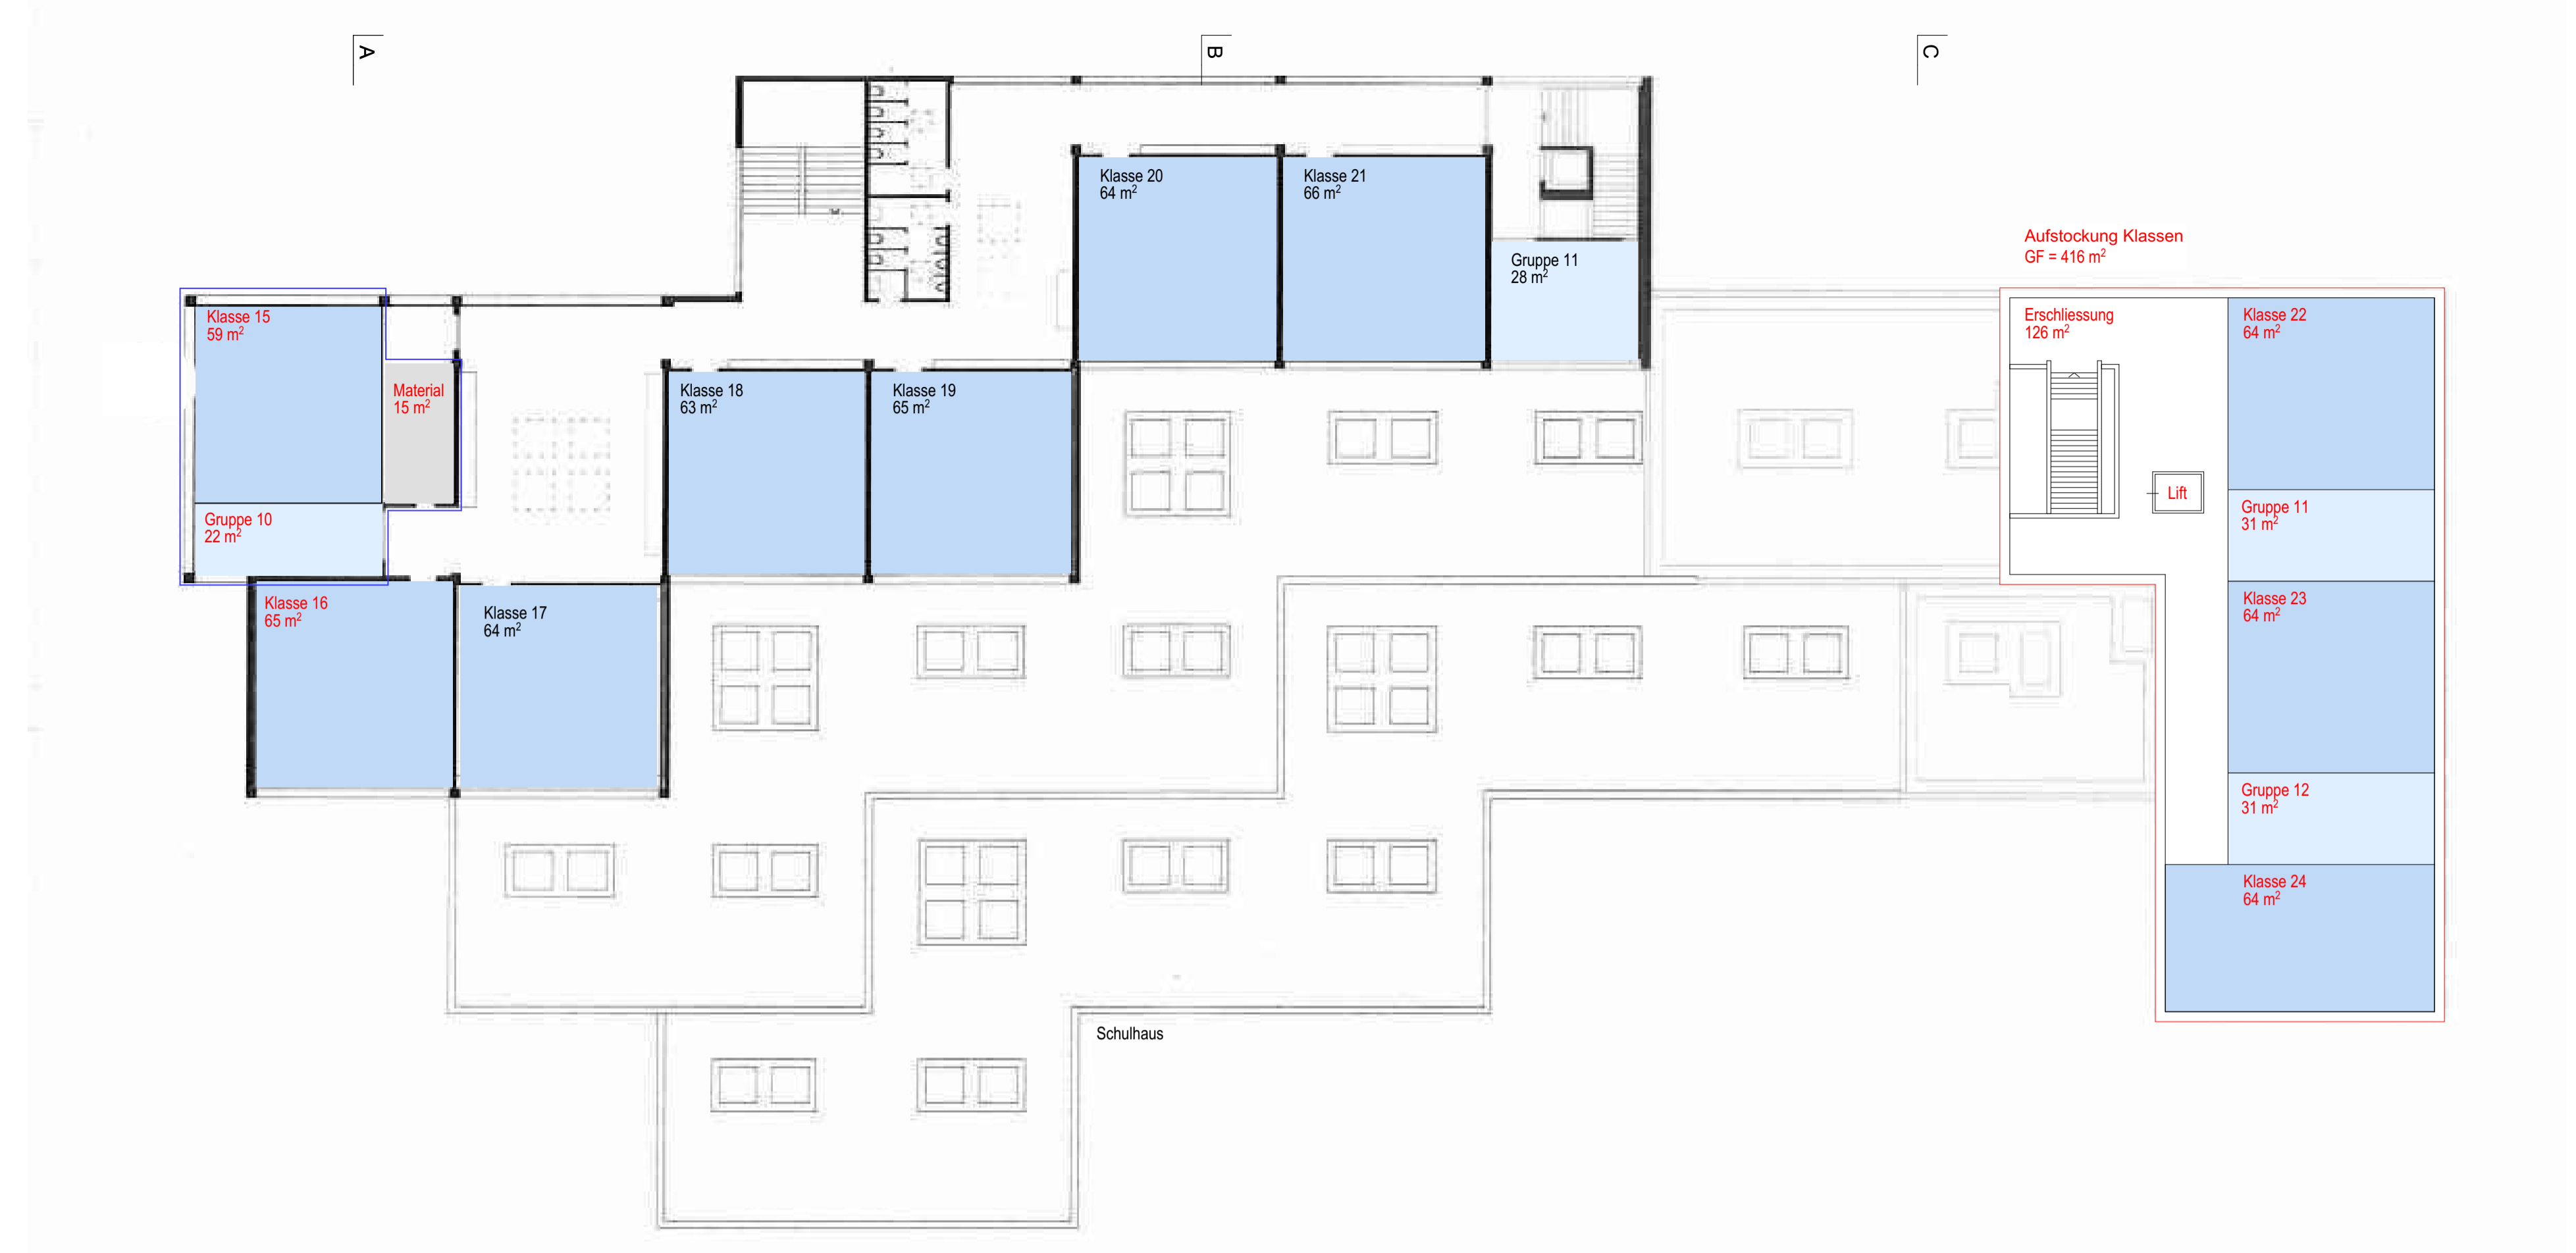 A
B
C
Klasse 20
64 m²
Klasse 21
66 m²
Gruppe 11
28 m²
Aufstockung Klassen
GF = 416 m²
Klasse 15
59 m²
Erschliessung
126 m²
Klasse 22
64 m²
Material
15 m²
Klasse 18
63 m²
Klasse 19
65 m²
Lift
Gruppe 10
22 m²
Gruppe 11
31 m²
Klasse 16
65 m²
Klasse 17
64 m²
Klasse 23
64 m²
Gruppe 12
31 m²
Klasse 24
64 m²
Schulhaus